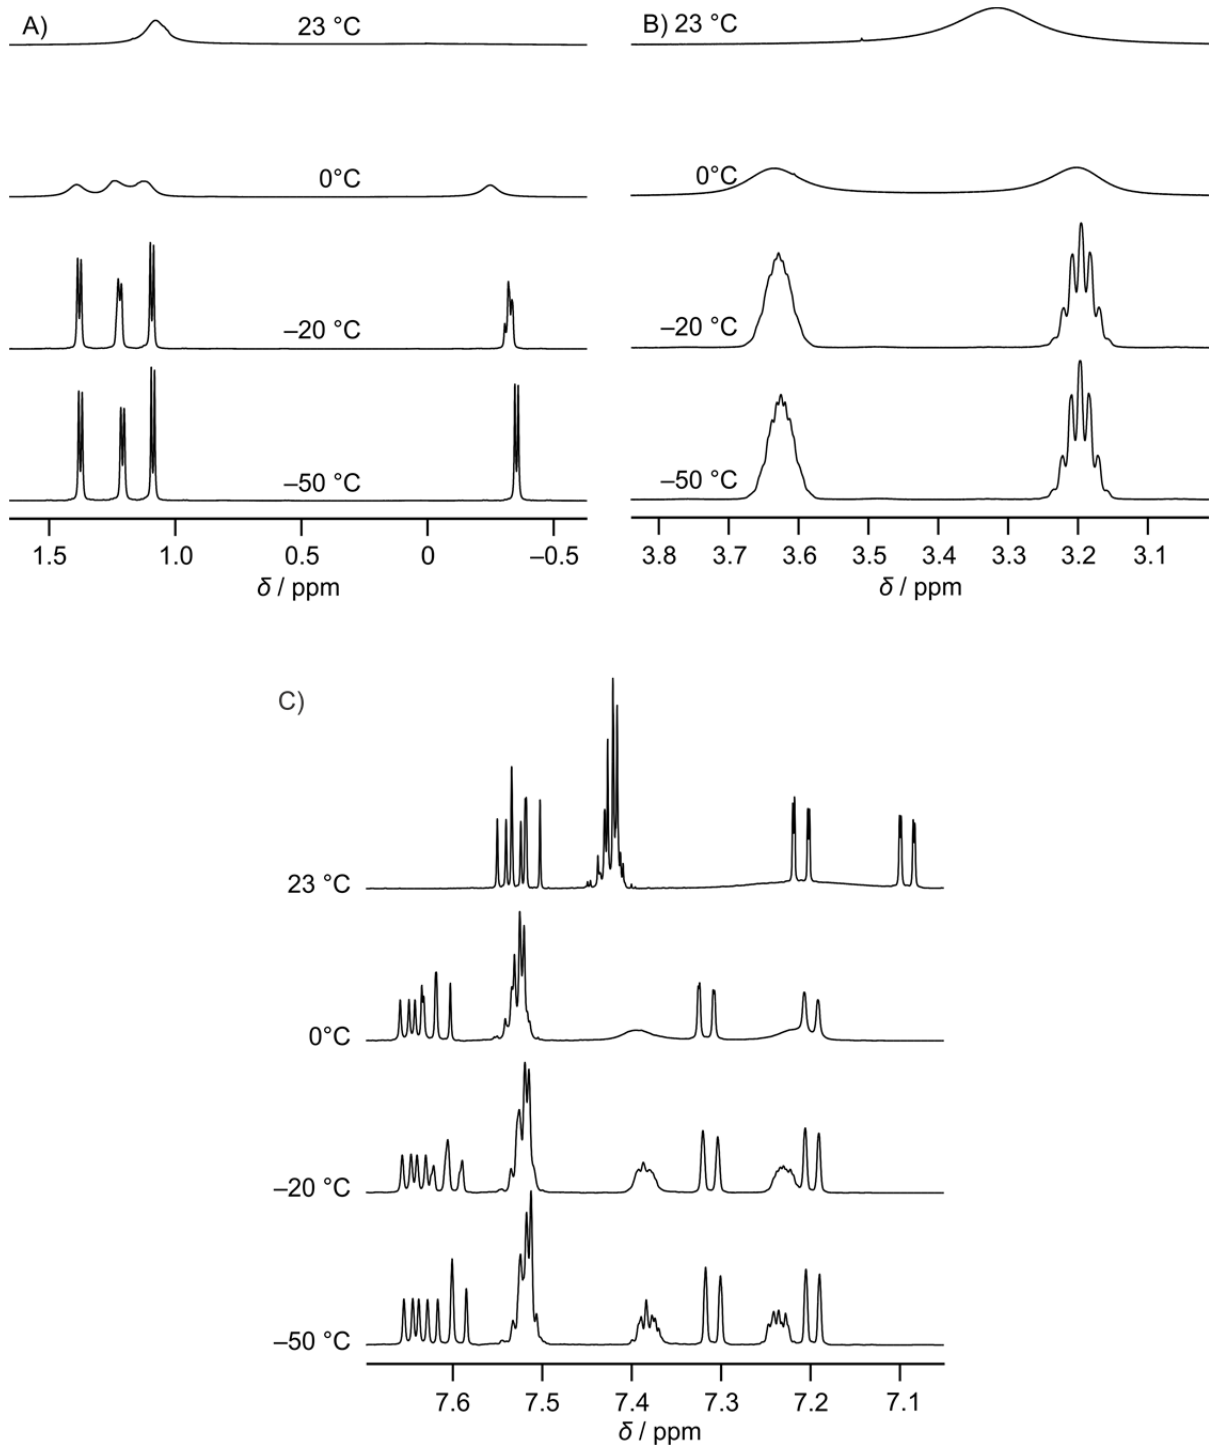 A)
23 °C
0°C
–20 °C
–50 °C
1.5 1.0 0.5 0 –0.5
δ / ppm
B) 23 °C
0°C
–20 °C
–50 °C
3.8 3.7 3.6 3.5 3.4 3.3 3.2 3.1
δ / ppm
C)
23 °C
0°C
–20 °C
–50 °C
7.6 7.5 7.4 7.3 7.2 7.1
δ / ppm